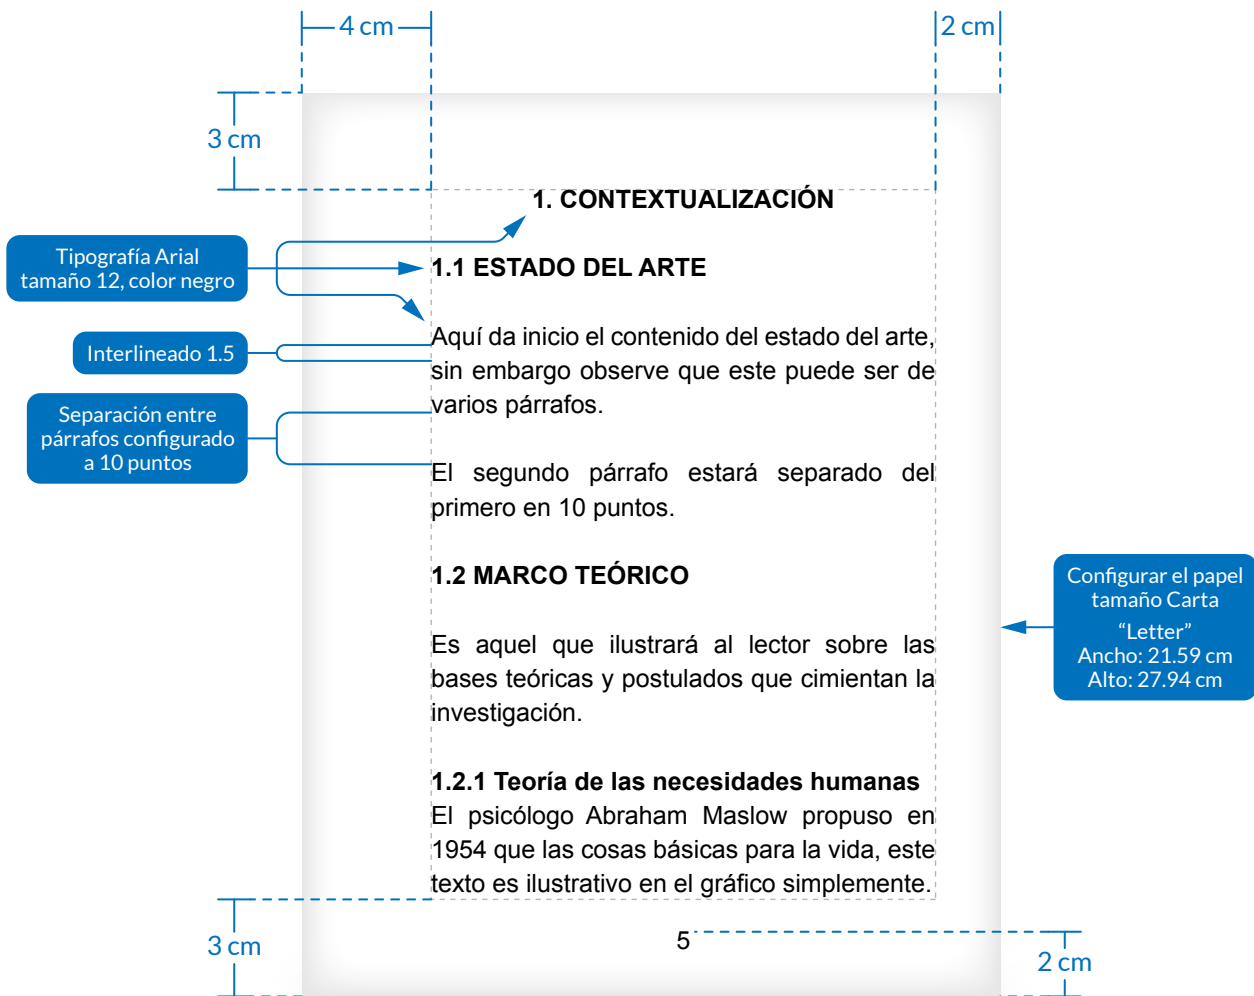 4 cm
2 cm
3 cm
1. CONTEXTUALIZACIÓN
Tipografía Arial
tamaño 12, color negro
1.1 ESTADO DEL ARTE
Interlineado 1.5
Aquí da inicio el contenido del estado del arte,
sin embargo observe que este puede ser de
varios párrafos.
Separación entre
párrafos configurado
a 10 puntos
El segundo párrafo estará separado del
primero en 10 puntos.
1.2 MARCO TEÓRICO
Configurar el papel
tamaño Carta
“Letter”
Ancho: 21.59 cm
Alto: 27.94 cm
Es aquel que ilustrará al lector sobre las
bases teóricas y postulados que cimientan la
investigación.
1.2.1 Teoría de las necesidades humanas
El psicólogo Abraham Maslow propuso en
1954 que las cosas básicas para la vida, este
texto es ilustrativo en el gráfico simplemente.
3 cm
5
2 cm